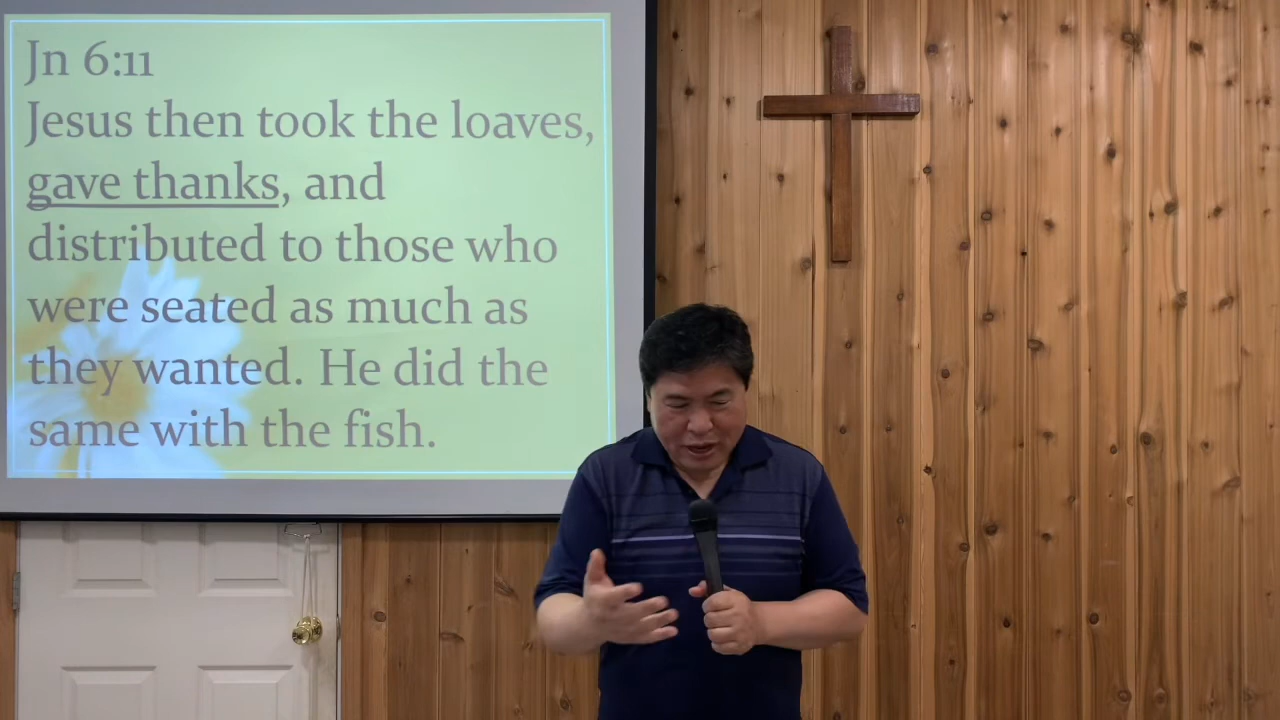 Jn 6:11
Jesus then took the loaves,
gave thanks, and
distributed to those who
were seated as much as
they wanted. He did the
same with the fish.